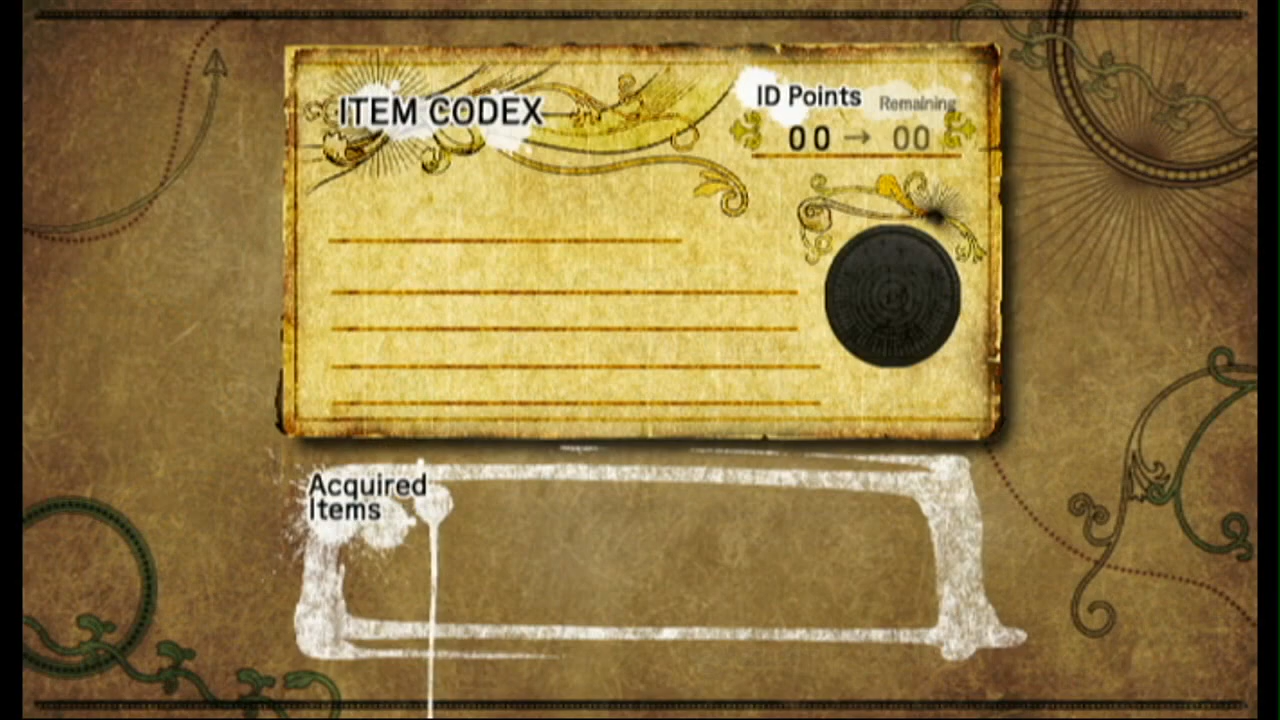 ITEM CODEX
ID Points
Remaining
00 → 00
Acquired
Items